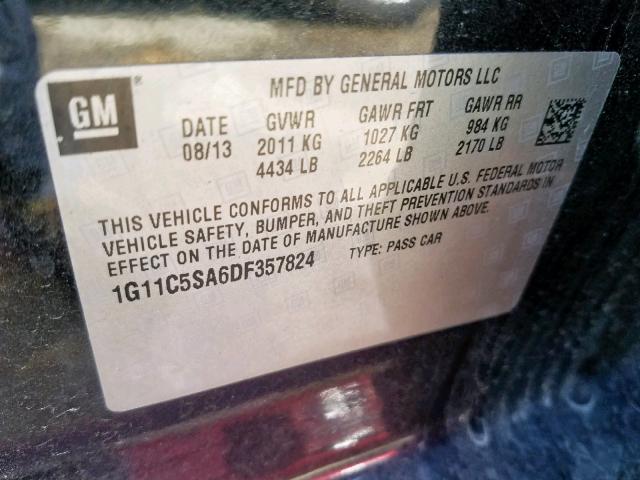 GM
MFD BY GENERAL MOTORS LLC
DATE GVWR GAWR FRT GAWR RR
08/13 2011 KG 1027 KG 984 KG
4434 LB 2264 LB 2170 LB
THIS VEHICLE CONFORMS TO ALL APPLICABLE U.S. FEDERAL MOTOR
VEHICLE SAFETY, BUMPER, AND THEFT PREVENTION STANDARDS IN
EFFECT ON THE DATE OF MANUFACTURE SHOWN ABOVE.
1G11C5SA6DF357824 TYPE: PASS CAR